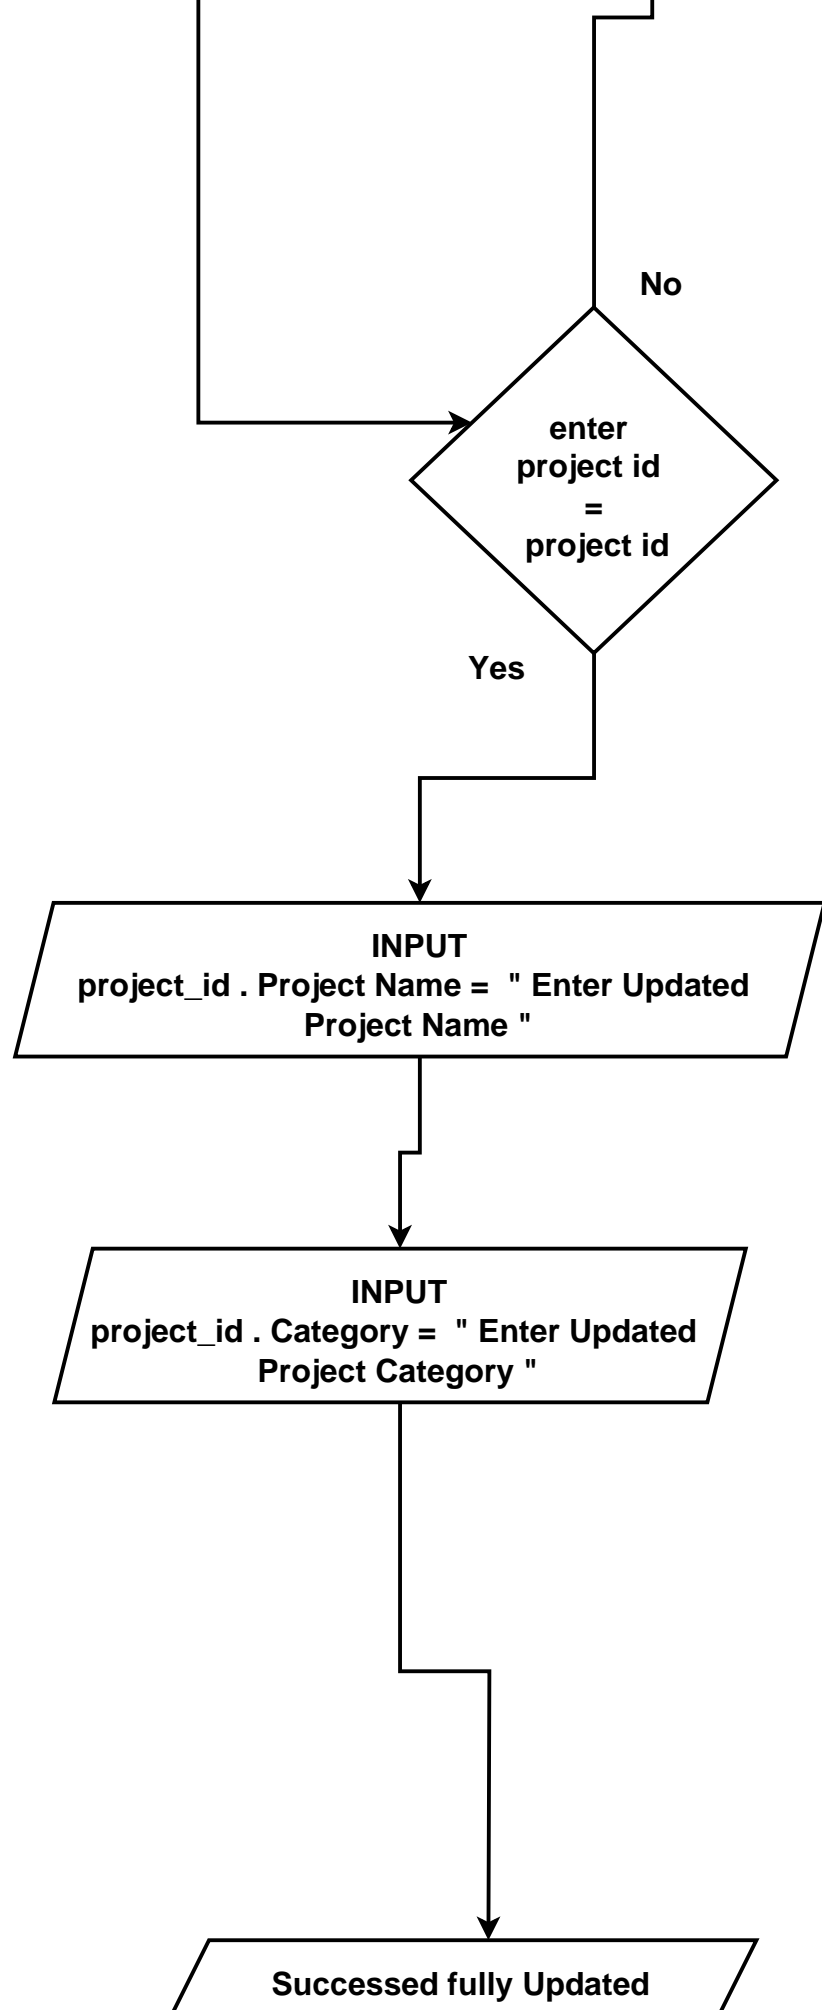 No
enter
project id
=
project id
Yes
INPUT
project_id . Project Name =  " Enter Updated
Project Name "
INPUT
project_id . Category =  " Enter Updated
Project Category "
Successed fully Updated